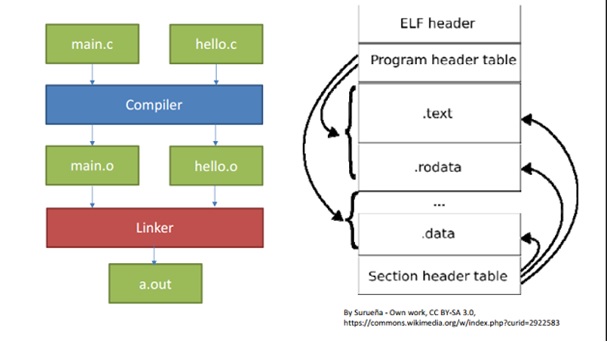 main.c
hello.c
Compiler
main.o
hello.o
Linker
a.out
ELF header
Program header table
.text
.rodata
...
.data
Section header table
By Surueña - Own work, CC BY-SA 3.0,
https://commons.wikimedia.org/w/index.php?curid=2922583